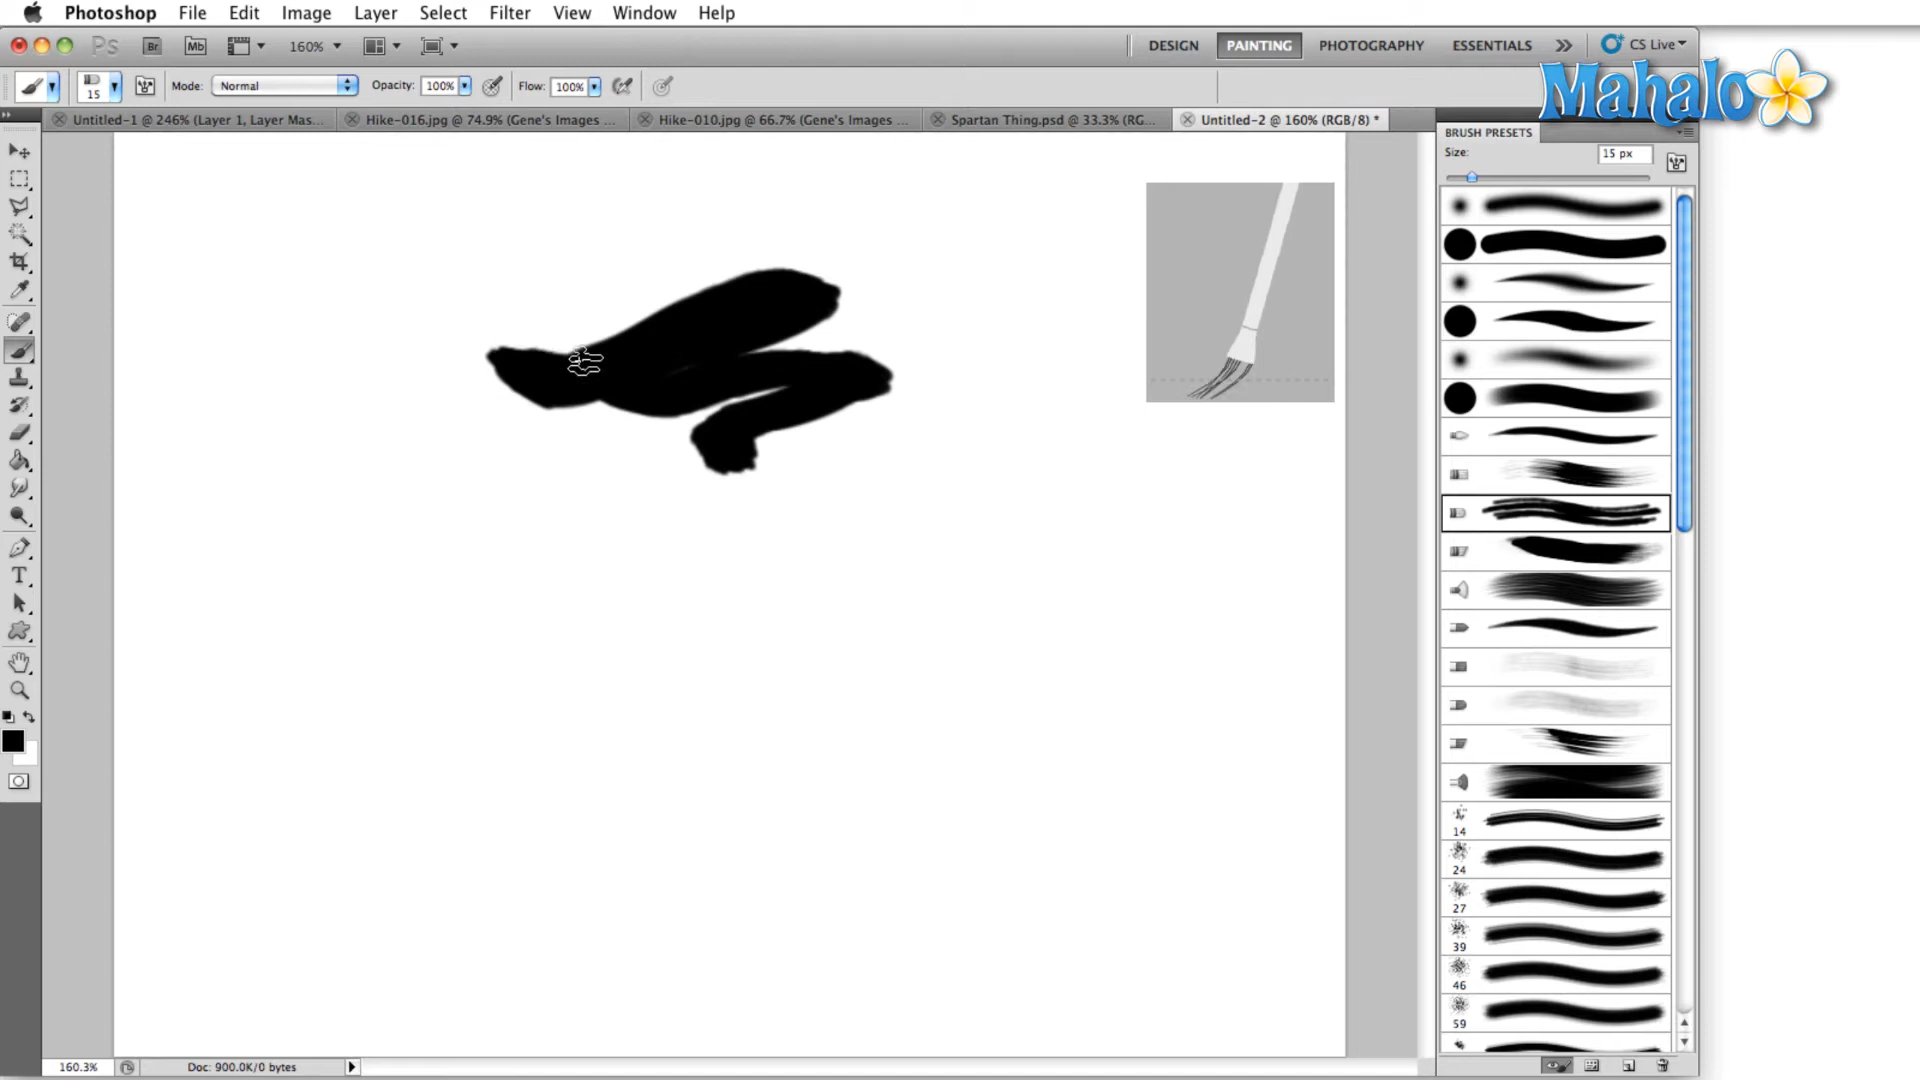 Photoshop File Edit Image Layer Select Filter View Window Help
Ps Br Mb 160% DESIGN PAINTING PHOTOGRAPHY ESSENTIALS CS Live
15 Mode: Normal Opacity: 100% Flow: 100%
Mahalo
Untitled-1 @ 246% (Layer 1, Layer Mas... Hike-016.jpg @ 74.9% (Gene's Images ... Hike-010.jpg @ 66.7% (Gene's Images ... Spartan Thing.psd @ 33.3% (RG... Untitled-2 @ 160% (RGB/8) *
BRUSH PRESETS
Size: 15 px
T
14
24
27
39
46
59
160.3% Doc: 900.0K/0 bytes